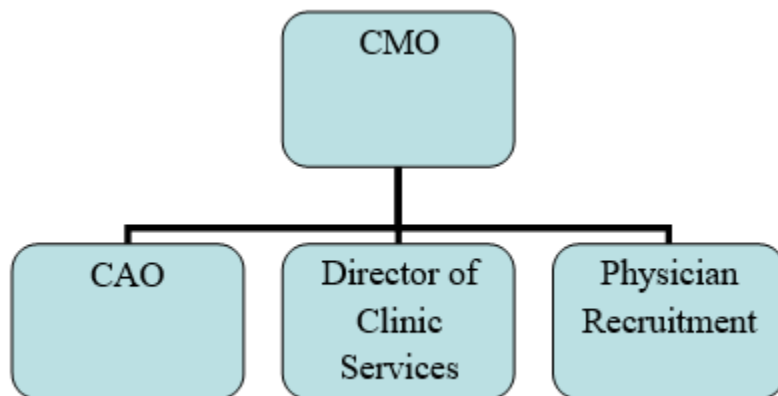 CMO
CAO
Director of
Clinic
Services
Physician
Recruitment